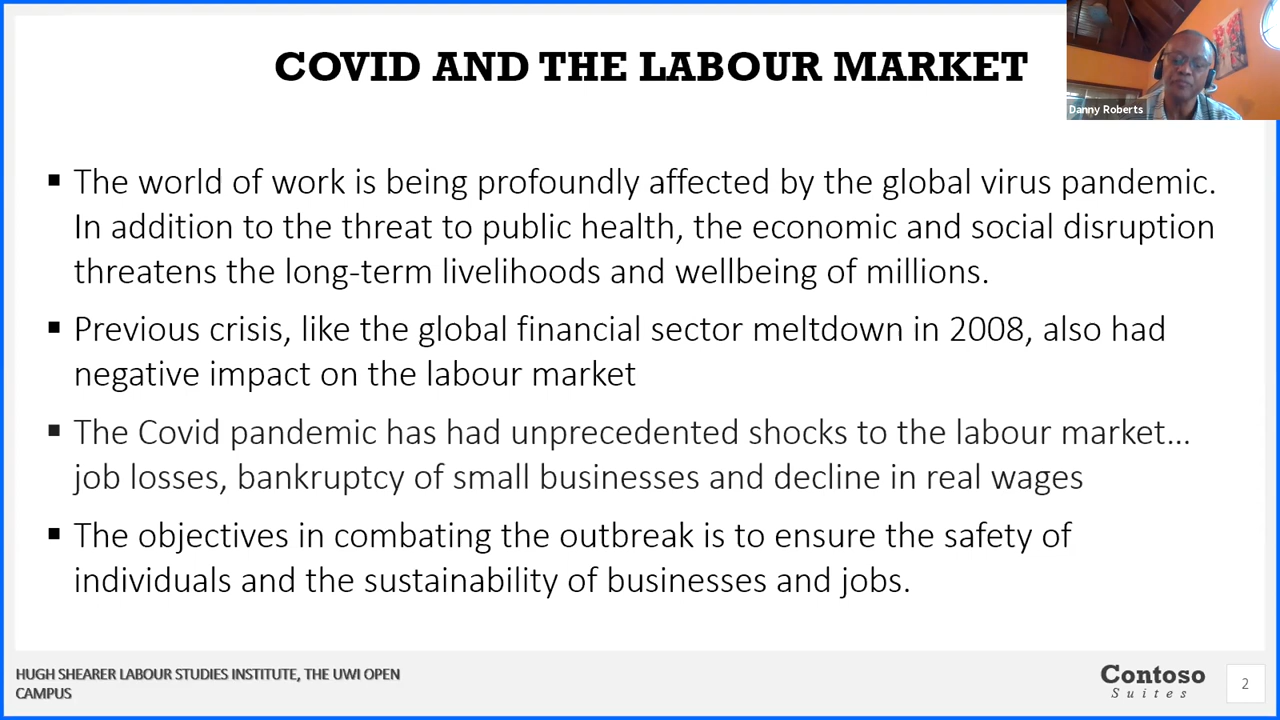 COVID AND THE LABOUR MARKET
Danny Roberts
▪ The world of work is being profoundly affected by the global virus pandemic.
In addition to the threat to public health, the economic and social disruption
threatens the long-term livelihoods and wellbeing of millions.
▪ Previous crisis, like the global financial sector meltdown in 2008, also had
negative impact on the labour market
▪ The Covid pandemic has had unprecedented shocks to the labour market…
job losses, bankruptcy of small businesses and decline in real wages
▪ The objectives in combating the outbreak is to ensure the safety of
individuals and the sustainability of businesses and jobs.
HUGH SHEARER LABOUR STUDIES INSTITUTE, THE UWI OPEN
CAMPUS
Contoso
Suites
2